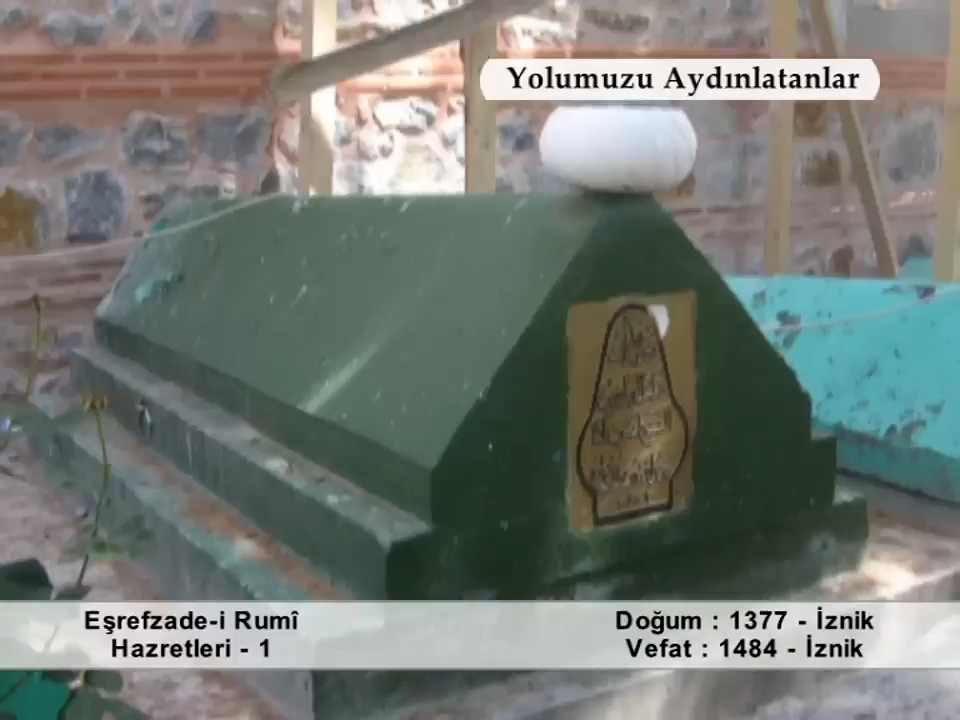 Yolumuzu Aydınlatanlar
Eşrefzade-i Rumî
Hazretleri - 1
Doğum : 1377 - İznik
Vefat : 1484 - İznik